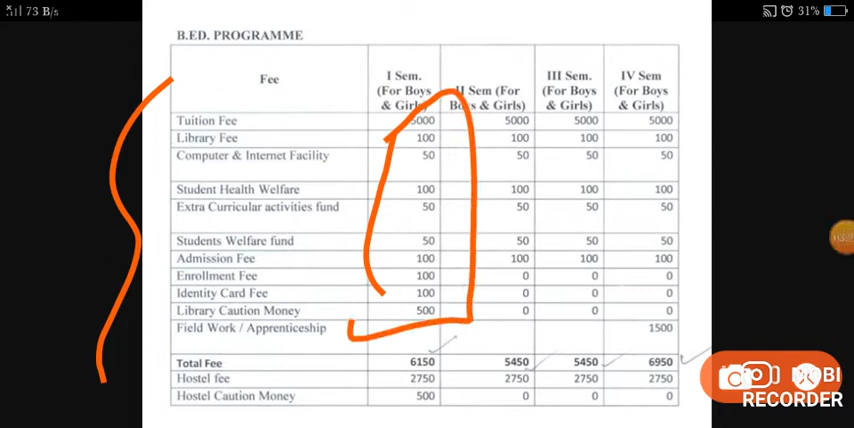 73 B/s 31%
B.ED. PROGRAMME
Fee I Sem. (For Boys & Girls) II Sem (For Boys & Girls) III Sem. (For Boys & Girls) IV Sem (For Boys & Girls)
Tuition Fee 5000 5000 5000 5000
Library Fee 100 100 100 100
Computer & Internet Facility 50 50 50 50
Student Health Welfare 100 100 100 100
Extra Curricular activities fund 50 50 50 50
Students Welfare fund 50 50 50 50
Admission Fee 100 100 100 100
Enrollment Fee 100 0 0 0
Identity Card Fee 100 0 0 0
Library Caution Money 500 0 0 0
Field Work / Apprenticeship 1500
Total Fee 6150 5450 5450 6950
Hostel fee 2750 2750 2750 2750
Hostel Caution Money 500 0 0 0
RECORDER